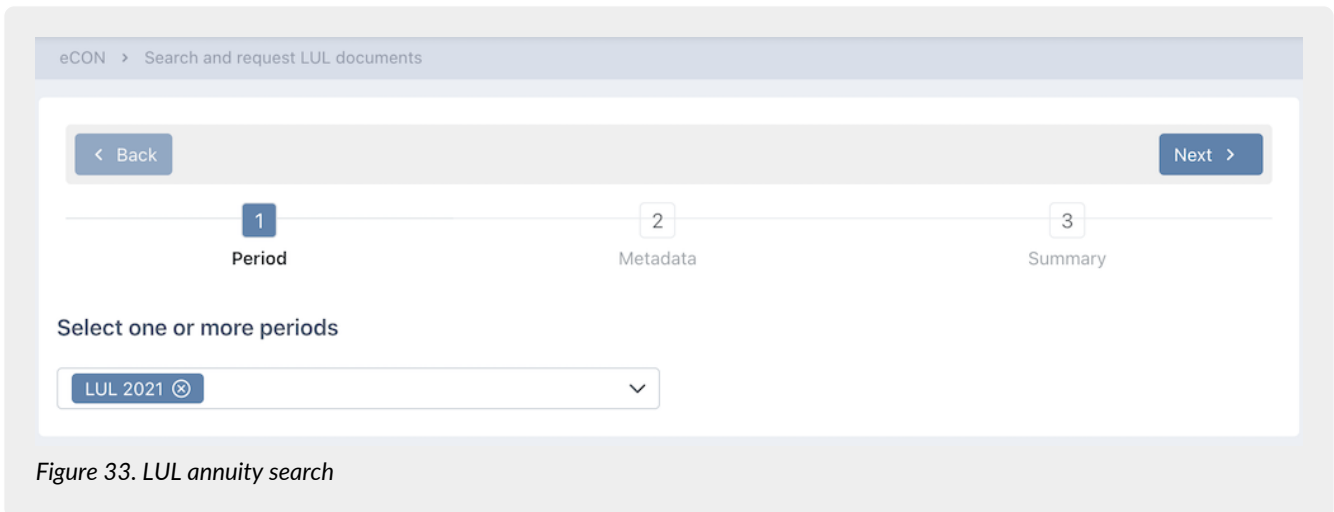 eCON > Search and request LUL documents
< Back
Next >
1
2
3
Period
Metadata
Summary
Select one or more periods
LUL 2021
Figure 33. LUL annuity search